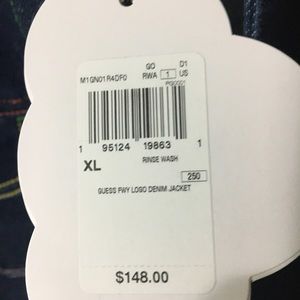 M1GN01R4DF0 GO D1
RWA 1 US
PG0001
1 95124 19863 1
XL RINSE WASH
250
GUESS FWY LOGO DENIM JACKET
$148.00